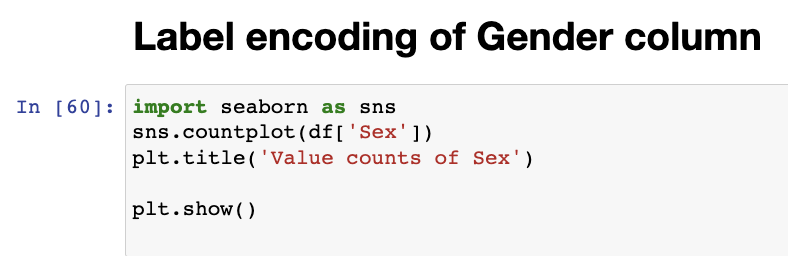 Label encoding of Gender column
In [60]: import seaborn as sns
sns.countplot(df['Sex'])
plt.title('Value counts of Sex')
plt.show()